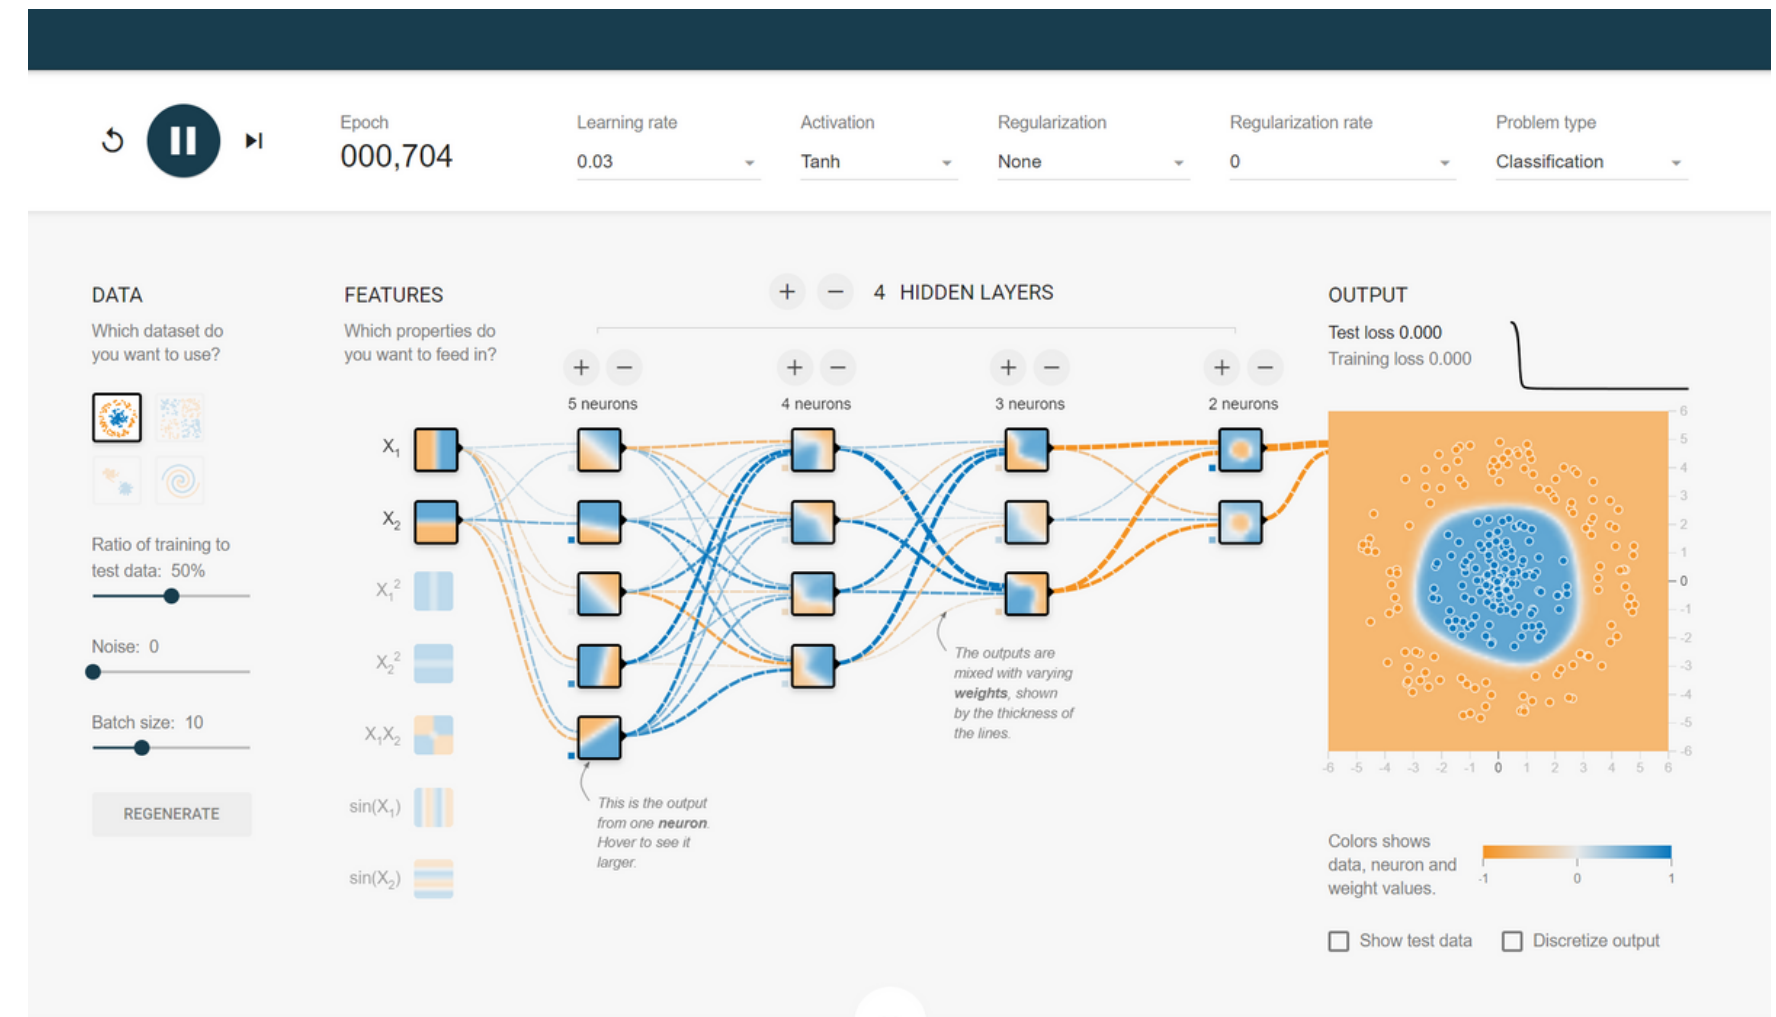 Epoch
000,704
Learning rate
0.03
Activation
Tanh
Regularization
None
Regularization rate
0
Problem type
Classification
DATA
Which dataset do
you want to use?
Ratio of training to
test data: 50%
Noise: 0
Batch size: 10
REGENERATE
FEATURES
Which properties do
you want to feed in?
X₁
X₂
X₁²
X₂²
X₁X₂
sin(X₁)
sin(X₂)
+ − 4 HIDDEN LAYERS
+ −
5 neurons
+ −
4 neurons
+ −
3 neurons
+ −
2 neurons
This is the output
from one neuron.
Hover to see it
larger.
The outputs are
mixed with varying
weights, shown
by the thickness of
the lines.
OUTPUT
Test loss 0.000
Training loss 0.000
6
5
4
3
2
1
0
-1
-2
-3
-4
-5
-6
-6 -5 -4 -3 -2 -1 0 1 2 3 4 5 6
Colors shows
data, neuron and
weight values.
-1 0 1
Show test data
Discretize output